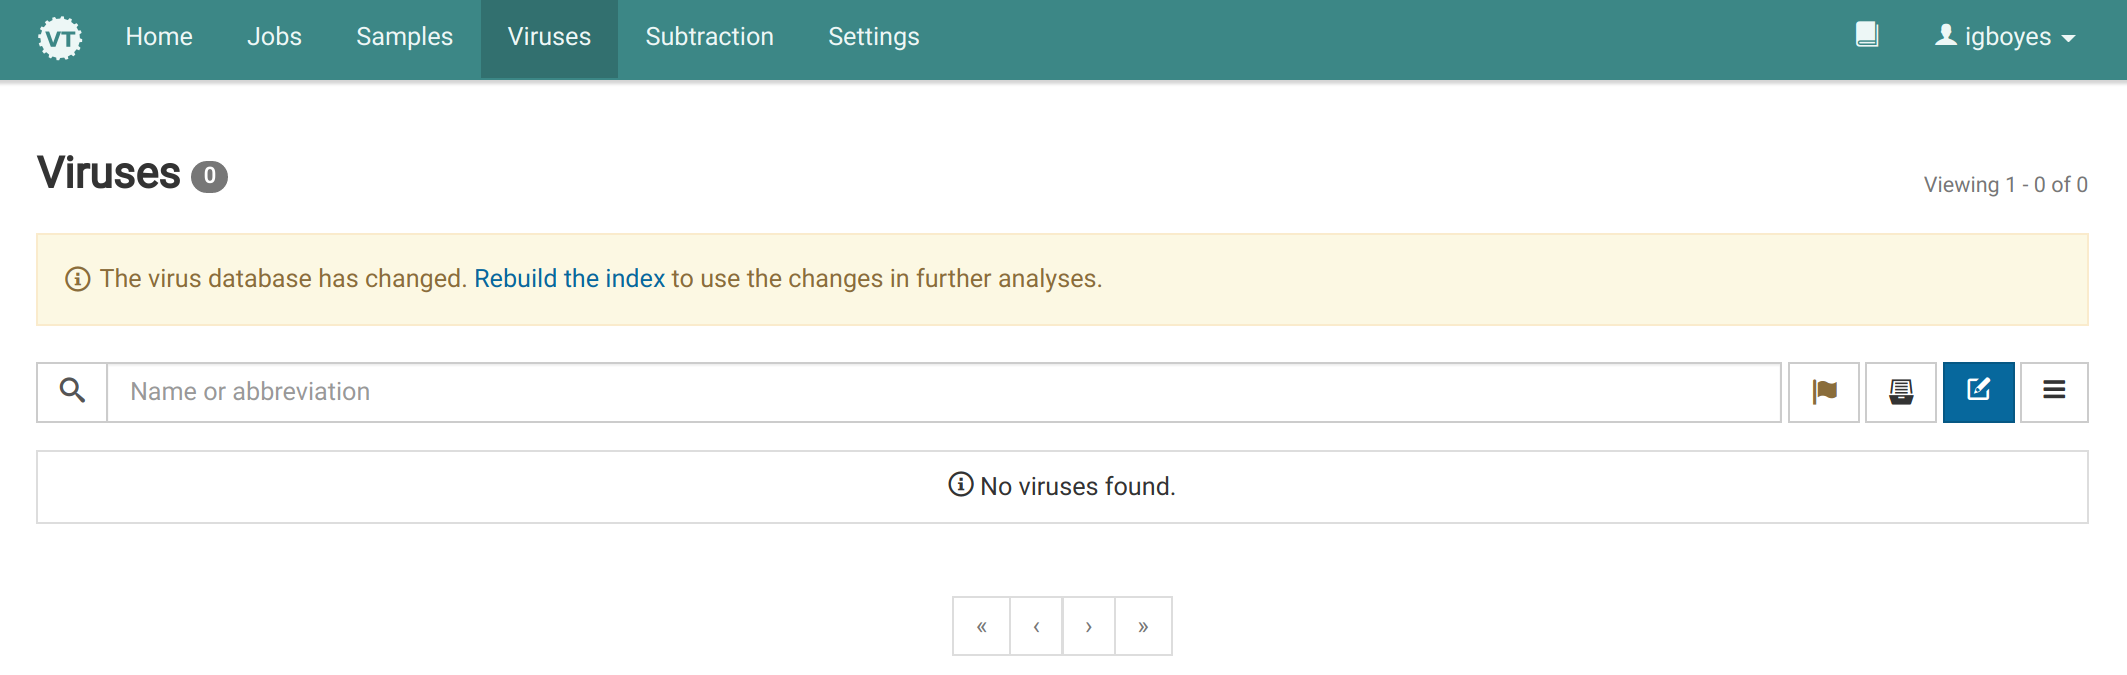 VT Home Jobs Samples Viruses Subtraction Settings igboyes
Viruses 0
Viewing 1 - 0 of 0
The virus database has changed. Rebuild the index to use the changes in further analyses.
Name or abbreviation
No viruses found.
« ‹ › »